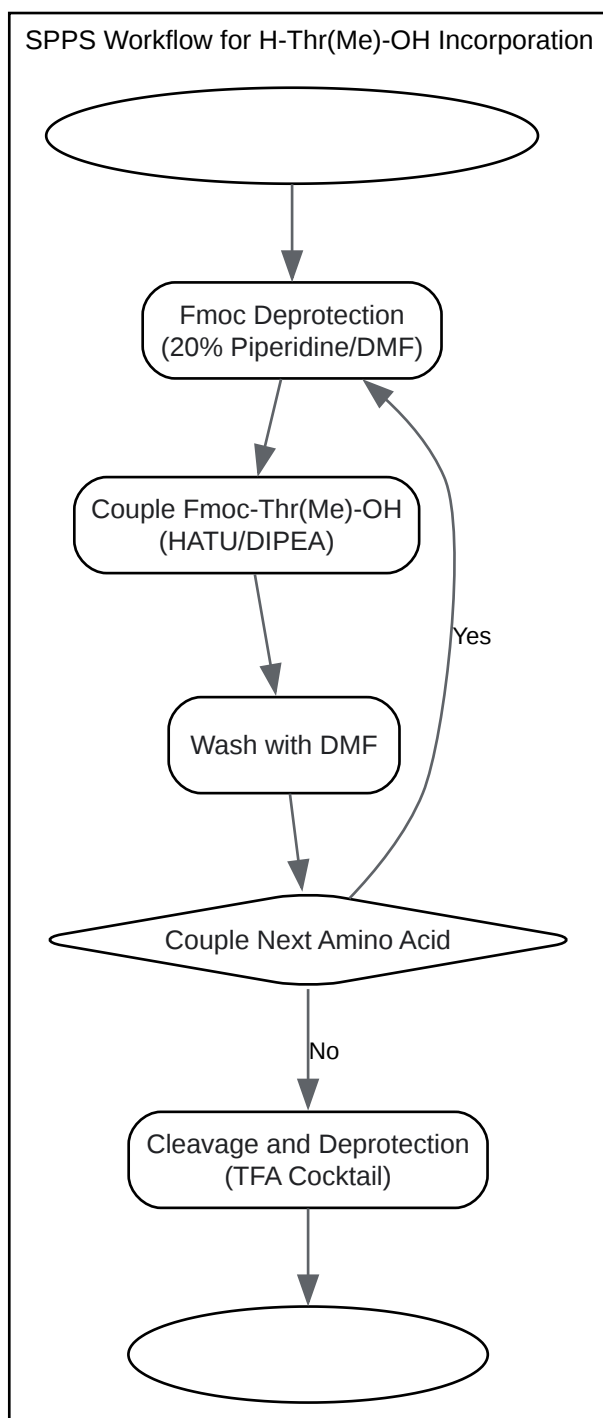 SPPS Workflow for H-Thr(Me)-OH Incorporation
Fmoc Deprotection
(20% Piperidine/DMF)
Couple Fmoc-Thr(Me)-OH
(HATU/DIPEA)
Wash with DMF
Yes
Couple Next Amino Acid
No
Cleavage and Deprotection
(TFA Cocktail)